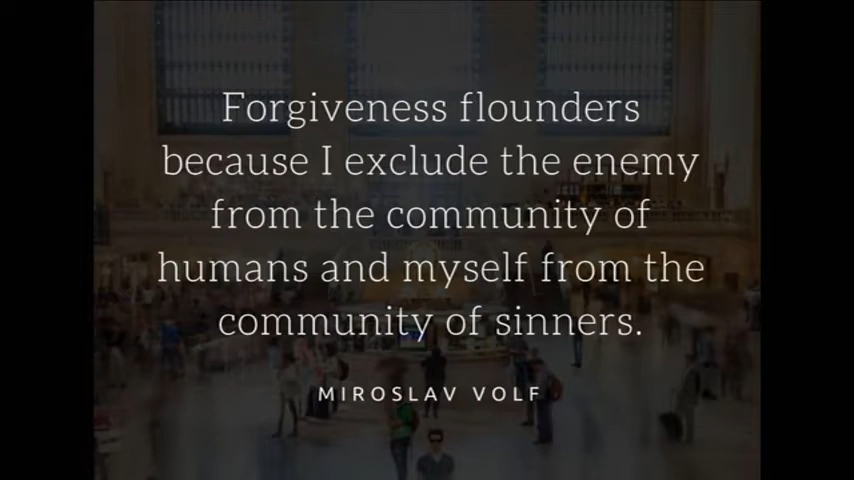 Forgiveness flounders
because I exclude the enemy
from the community of
humans and myself from the
community of sinners.
MIROSLAV VOLF